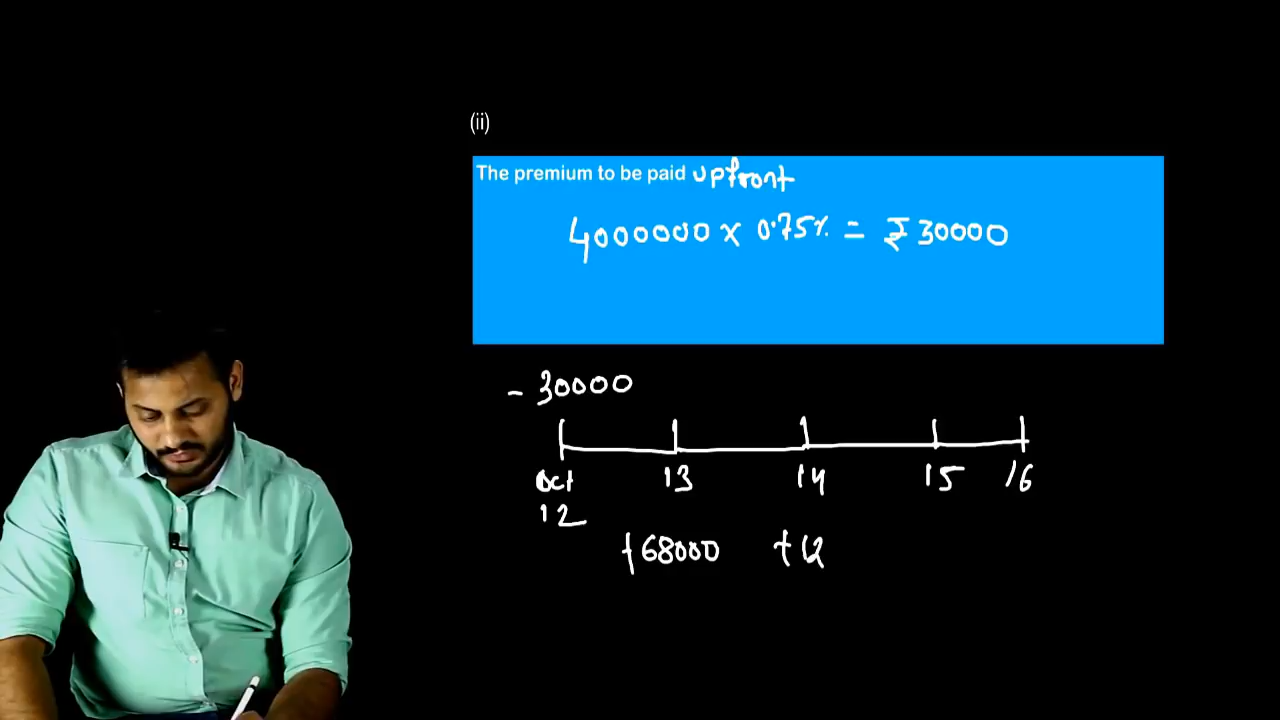 (ii)
The premium to be paid upfront
4000000 x 0.75% = ₹ 30000
- 30000
Oct 13 14 15 16
12
+68000 +12